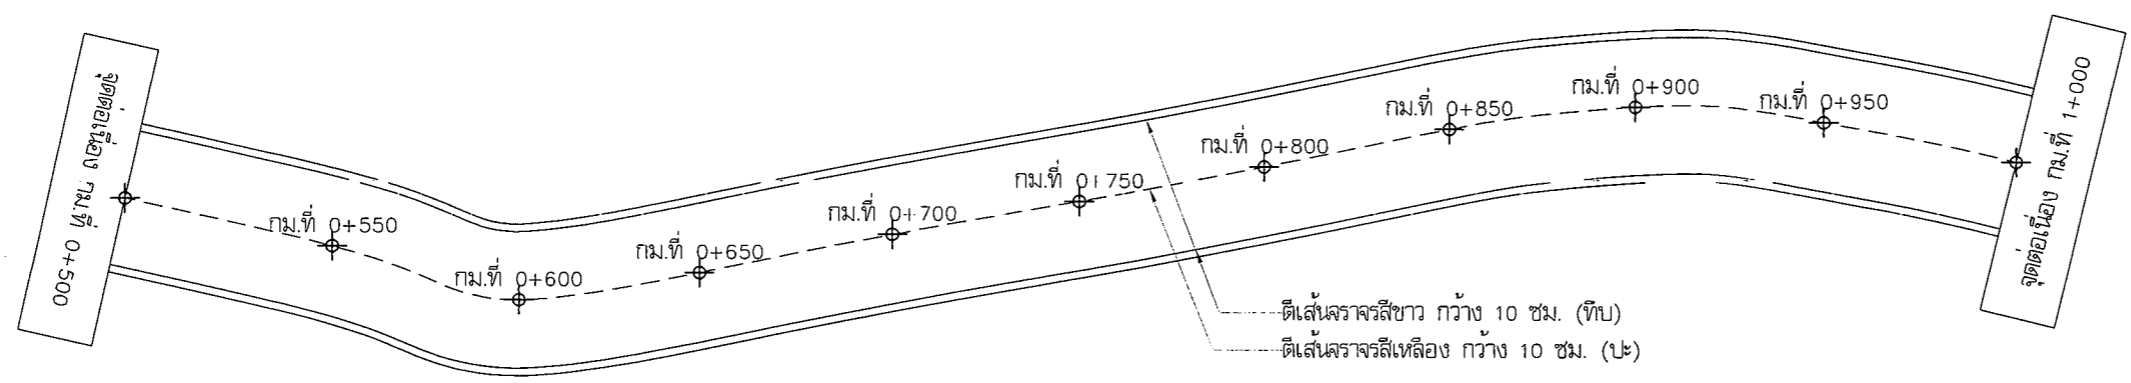 จุดต่อเนื่อง กม.ที่ 0+500
กม.ที่ 0+550
กม.ที่ 0+600
กม.ที่ 0+650
กม.ที่ 0+700
กม.ที่ 0+750
กม.ที่ 0+800
กม.ที่ 0+850
กม.ที่ 0+900
กม.ที่ 0+950
จุดต่อเนื่อง กม.ที่ 1+000
ตีเส้นจราจรสีขาว กว้าง 10 ซม. (ทึบ)
ตีเส้นจราจรสีเหลือง กว้าง 10 ซม. (ปะ)